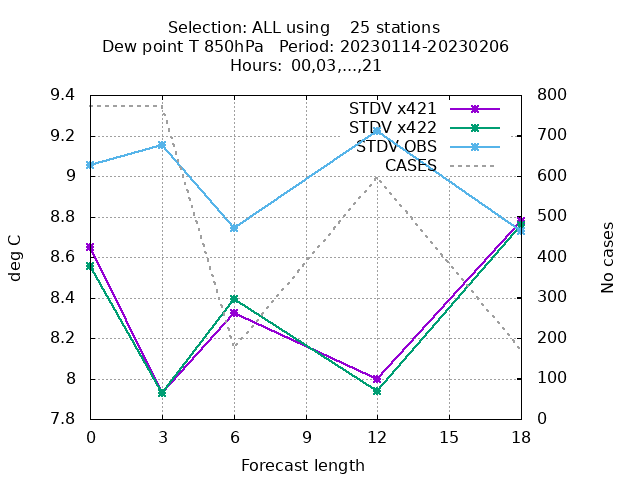 Selection: ALL using    25 stations
Dew point T 850hPa   Period: 20230114-20230206
Hours:  00,03,...,21
STDV x421
STDV x422
STDV OBS
CASES
9.4
9.2
9
8.8
8.6
8.4
8.2
8
7.8
800
700
600
500
400
300
200
100
0
deg C
No cases
0 3 6 9 12 15 18
Forecast length